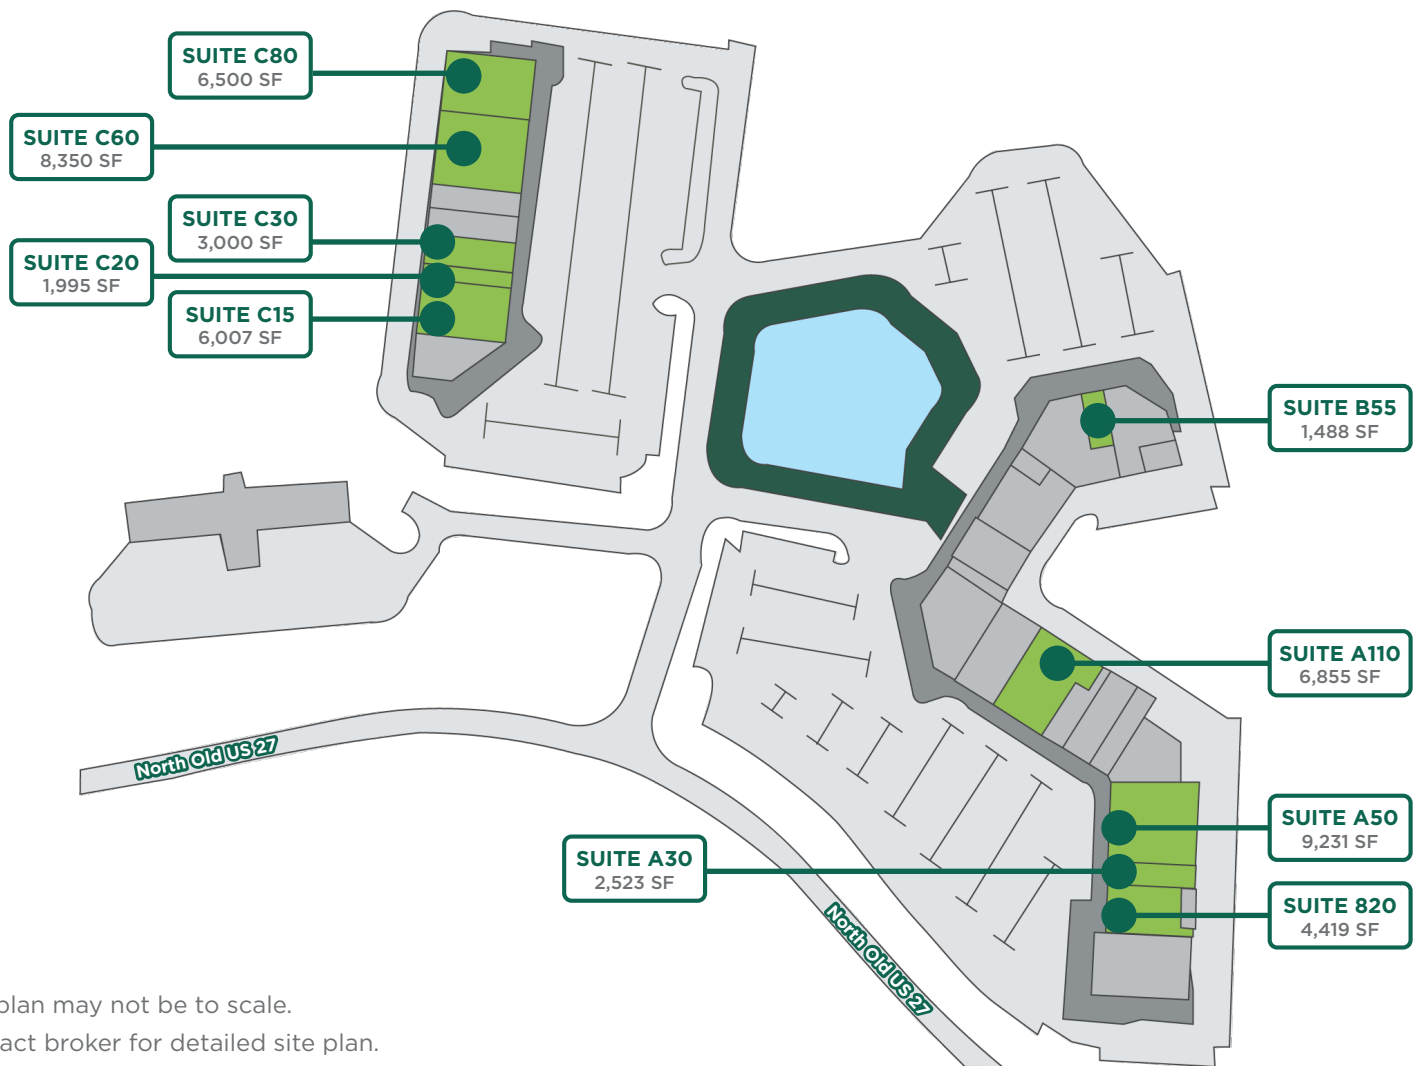 SUITE C80
6,500 SF
SUITE C60
8,350 SF
SUITE C30
3,000 SF
SUITE C20
1,995 SF
SUITE C15
6,007 SF
SUITE B55
1,488 SF
SUITE A110
6,855 SF
North Old US 27
SUITE A50
9,231 SF
SUITE A30
2,523 SF
SUITE 820
4,419 SF
North Old US 27
plan may not be to scale.
act broker for detailed site plan.